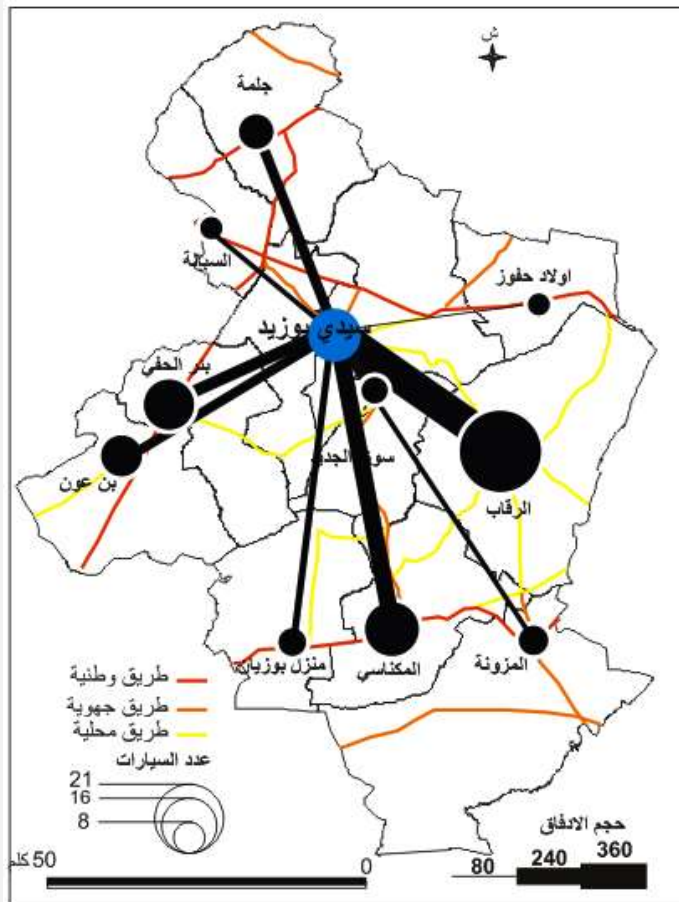 ش
جلمة
السبالة
اولاد حفوز
سيدي بوزيد
بئر الحفي
سوق الجديد
بن عون
الرقاب
منزل بوزيان
المكناسي
المزونة
طريق وطنية
طريق جهوية
طريق محلية
عدد السيارات
21
16
8
حجم الادفاق
80 240 360
50 كلم 0